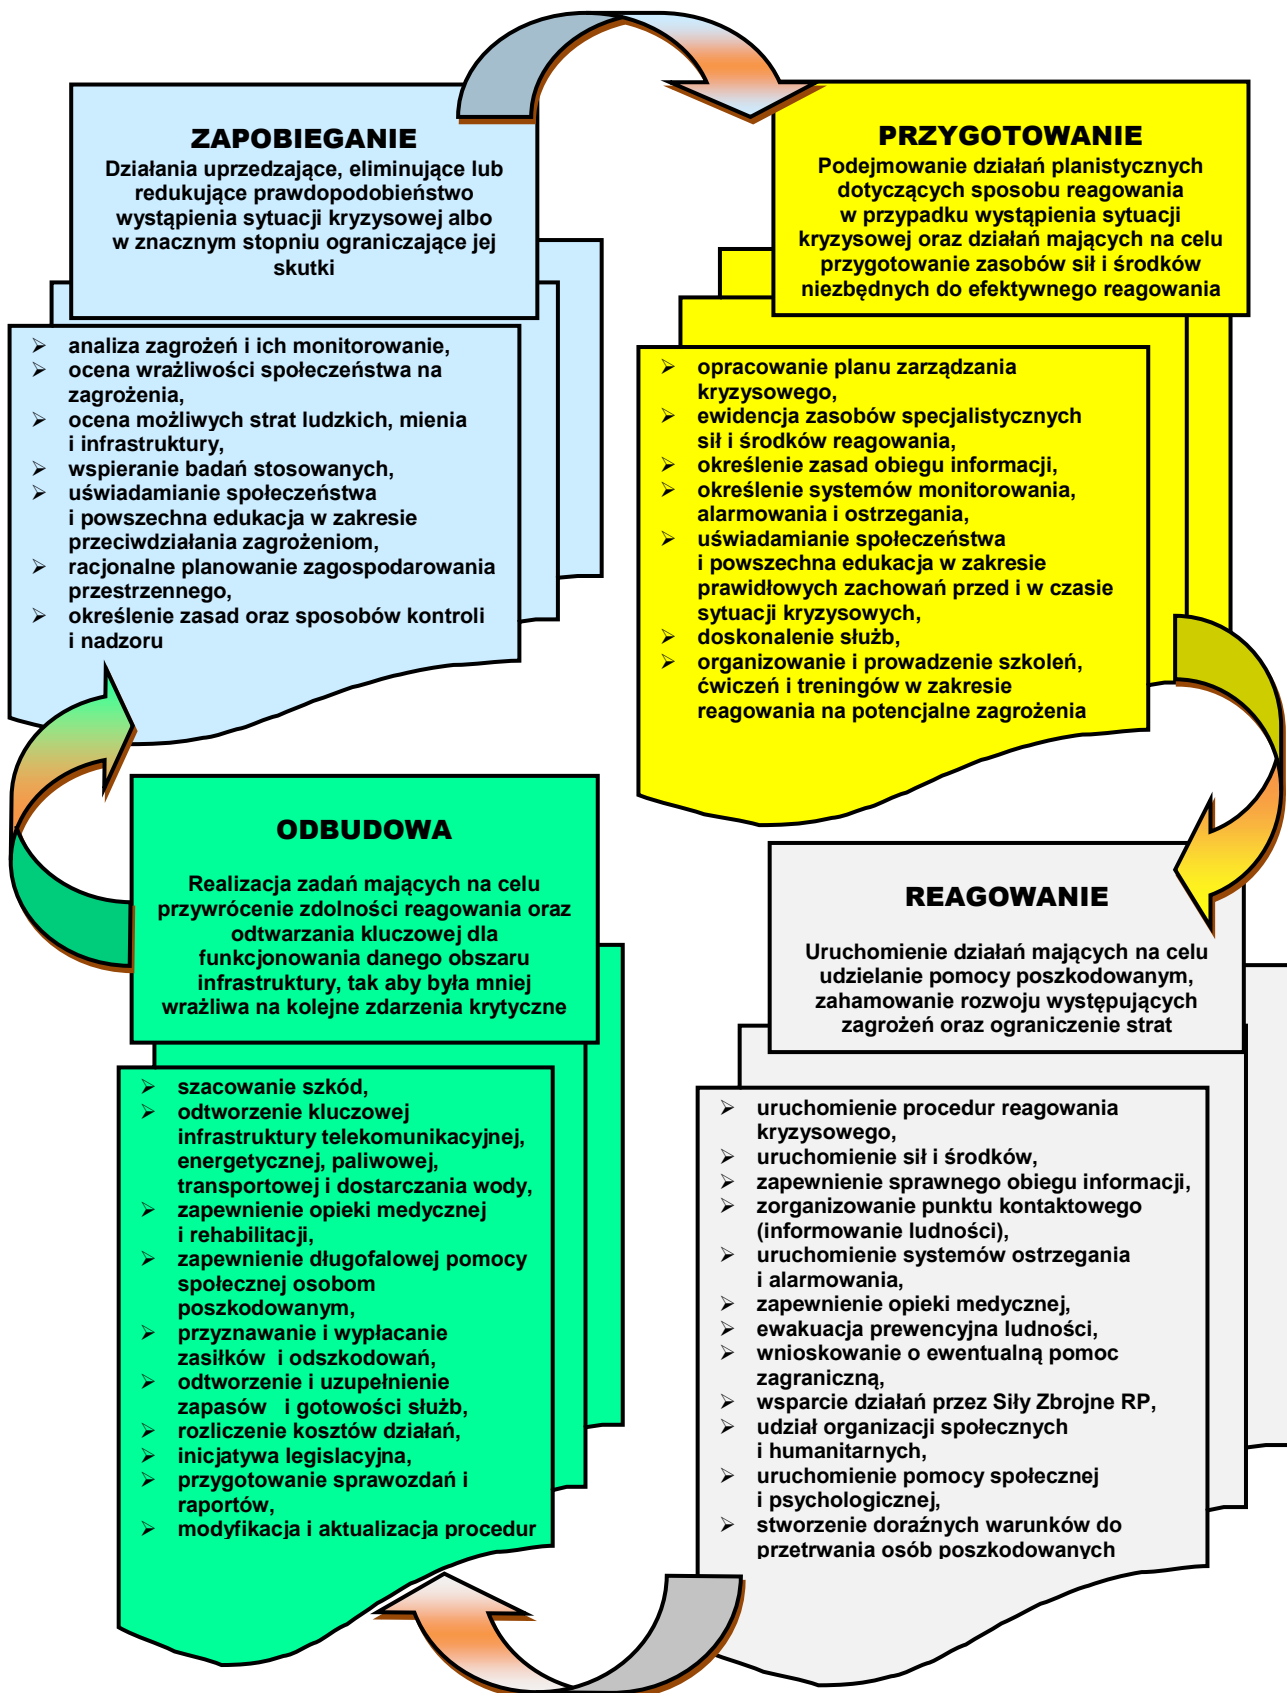 ZAPOBIEGANIE
Działania uprzedzające, eliminujące lub
redukujące prawdopodobieństwo
wystąpienia sytuacji kryzysowej albo
w znacznym stopniu ograniczające jej
skutki
➢ analiza zagrożeń i ich monitorowanie,
➢ ocena wrażliwości społeczeństwa na
zagrożenia,
➢ ocena możliwych strat ludzkich, mienia
i infrastruktury,
➢ wspieranie badań stosowanych,
➢ uświadamianie społeczeństwa
i powszechna edukacja w zakresie
przeciwdziałania zagrożeniom,
➢ racjonalne planowanie zagospodarowania
przestrzennego,
➢ określenie zasad oraz sposobów kontroli
i nadzoru
PRZYGOTOWANIE
Podejmowanie działań planistycznych
dotyczących sposobu reagowania
w przypadku wystąpienia sytuacji
kryzysowej oraz działań mających na celu
przygotowanie zasobów sił i środków
niezbędnych do efektywnego reagowania
➢ opracowanie planu zarządzania
kryzysowego,
➢ ewidencja zasobów specjalistycznych
sił i środków reagowania,
➢ określenie zasad obiegu informacji,
➢ określenie systemów monitorowania,
alarmowania i ostrzegania,
➢ uświadamianie społeczeństwa
i powszechna edukacja w zakresie
prawidłowych zachowań przed i w czasie
sytuacji kryzysowych,
➢ doskonalenie służb,
➢ organizowanie i prowadzenie szkoleń,
ćwiczeń i treningów w zakresie
reagowania na potencjalne zagrożenia
ODBUDOWA
Realizacja zadań mających na celu
przywrócenie zdolności reagowania oraz
odtwarzania kluczowej dla
funkcjonowania danego obszaru
infrastruktury, tak aby była mniej
wrażliwa na kolejne zdarzenia krytyczne
➢ szacowanie szkód,
➢ odtworzenie kluczowej
infrastruktury telekomunikacyjnej,
energetycznej, paliwowej,
transportowej i dostarczania wody,
➢ zapewnienie opieki medycznej
i rehabilitacji,
➢ zapewnienie długofalowej pomocy
społecznej osobom
poszkodowanym,
➢ przyznawanie i wypłacanie
zasiłków i odszkodowań,
➢ odtworzenie i uzupełnienie
zapasów i gotowości służb,
➢ rozliczenie kosztów działań,
➢ inicjatywa legislacyjna,
➢ przygotowanie sprawozdań i
raportów,
➢ modyfikacja i aktualizacja procedur
REAGOWANIE
Uruchomienie działań mających na celu
udzielanie pomocy poszkodowanym,
zahamowanie rozwoju występujących
zagrożeń oraz ograniczenie strat
➢ uruchomienie procedur reagowania
kryzysowego,
➢ uruchomienie sił i środków,
➢ zapewnienie sprawnego obiegu informacji,
➢ zorganizowanie punktu kontaktowego
(informowanie ludności),
➢ uruchomienie systemów ostrzegania
i alarmowania,
➢ zapewnienie opieki medycznej,
➢ ewakuacja prewencyjna ludności,
➢ wnioskowanie o ewentualną pomoc
zagraniczną,
➢ wsparcie działań przez Siły Zbrojne RP,
➢ udział organizacji społecznych
i humanitarnych,
➢ uruchomienie pomocy społecznej
i psychologicznej,
➢ stworzenie doraźnych warunków do
przetrwania osób poszkodowanych